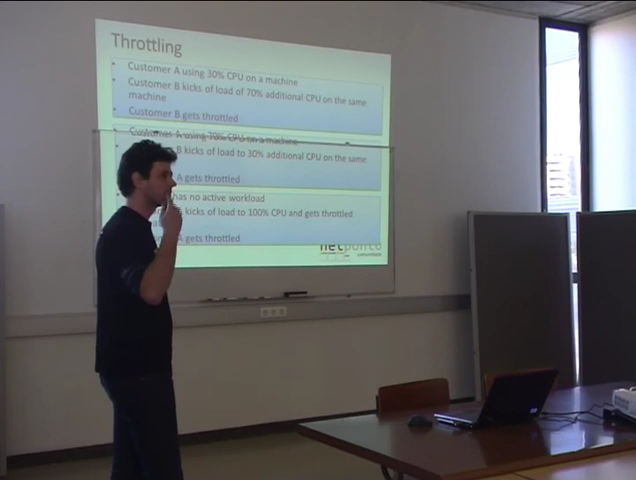 Throttling
Customer A using 30% CPU on a machine
Customer B kicks of load of 70% additional CPU on the same
machine
Customer B gets throttled
Customer A using 70% CPU on a machine
B kicks of load to 30% additional CPU on the same
A gets throttled
has no active workload
kicks of load to 100% CPU and gets throttled
A gets throttled
netponto